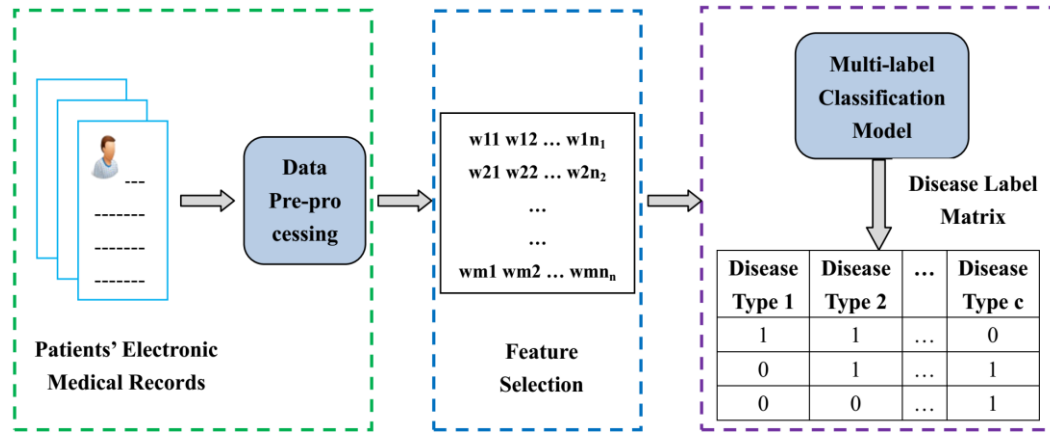 Patients' Electronic
Medical Records
Data
Pre-pro
cessing
w11 w12 … w1n₁
w21 w22 … w2n₂
…
…
wm1 wm2 … wmnₙ
Feature
Selection
Multi-label
Classification
Model
Disease Label
Matrix
Disease Type 1 Disease Type 2 … Disease Type c
1 1 … 0
0 1 … 1
0 0 … 1